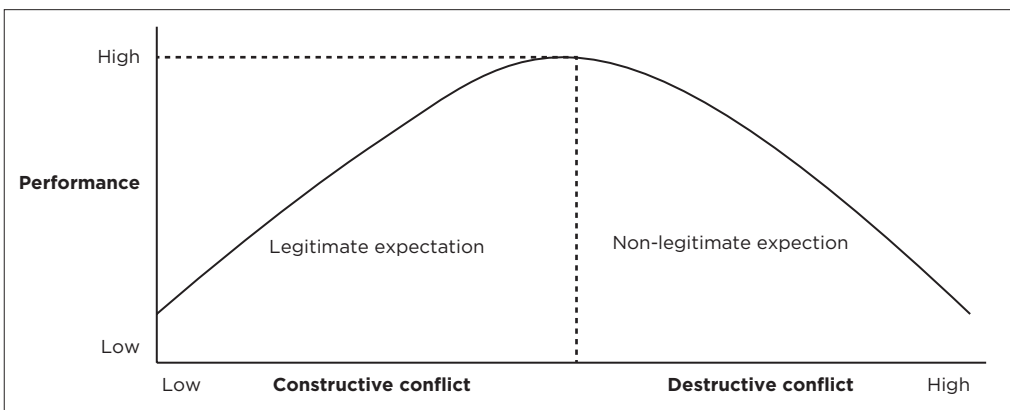 High
Performance
Legitimate expectation
Non-legitimate expection
Low
Low
Constructive conflict
Destructive conflict
High